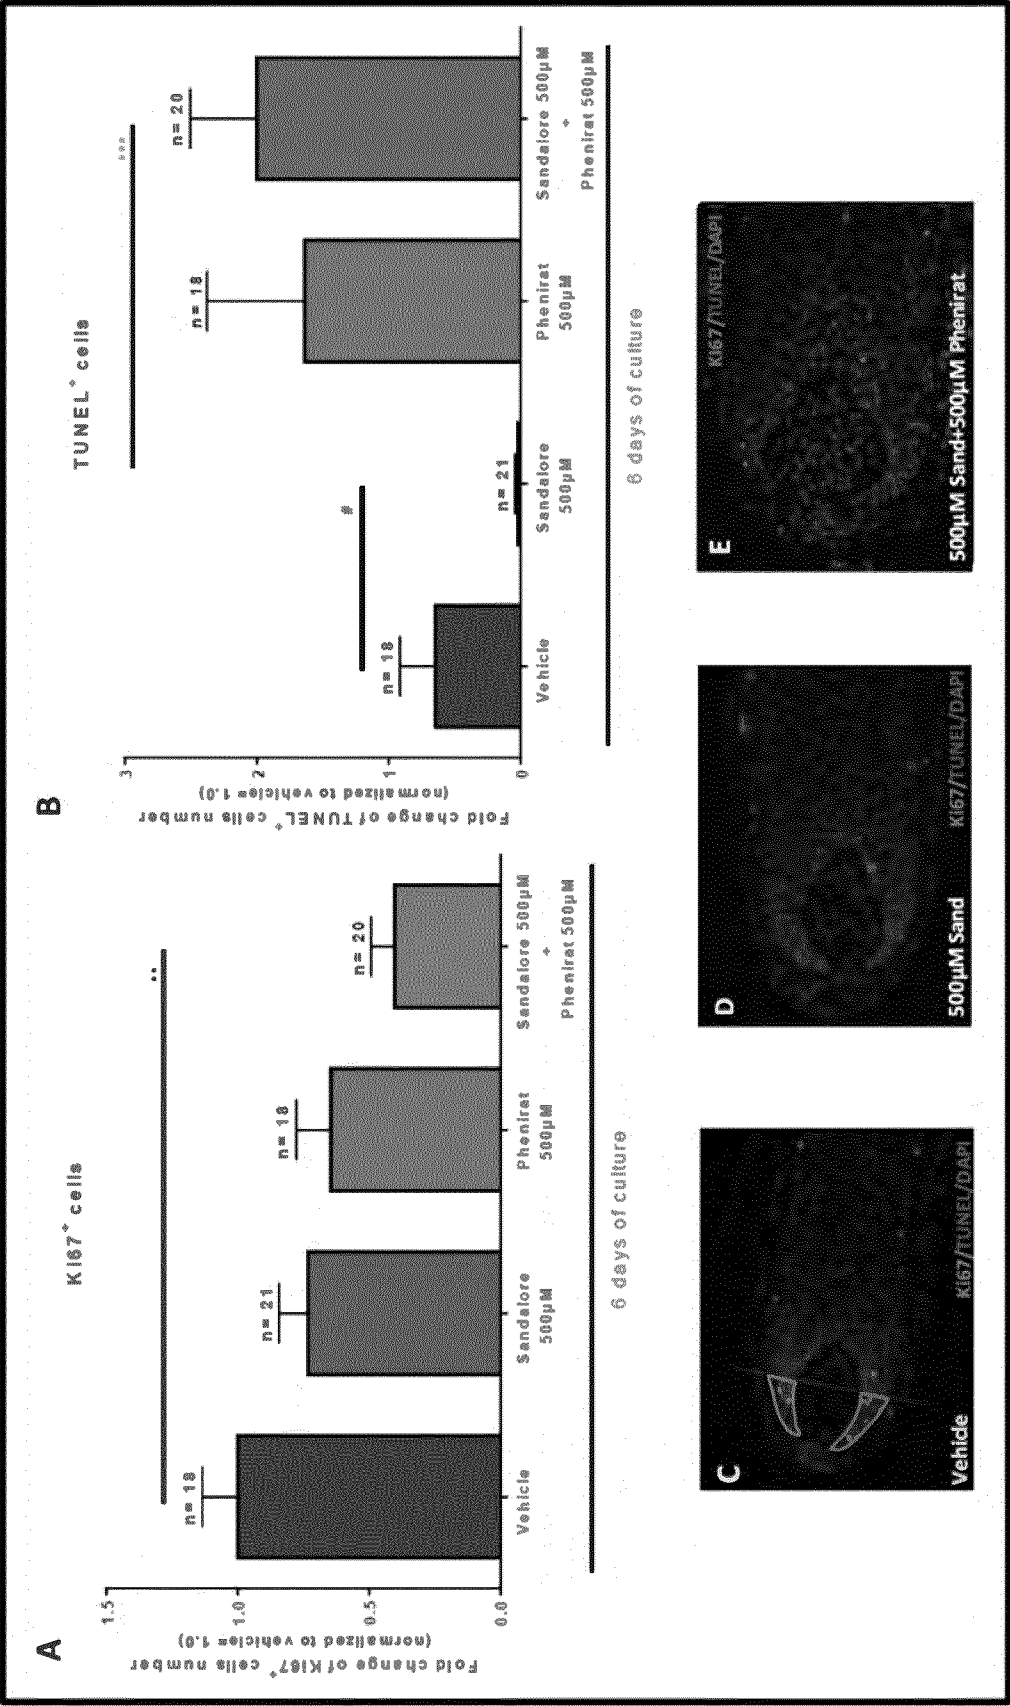 A
KI67+ cells
Fold change of KI67+ cells number
(normalized to vehicle= 1.0)
1.5
1.0
0.5
0.0
n= 18
n= 21
n= 18
n= 20
Vehicle
Sandalore
500µM
Phenirat
500µM
Sandalore 500µM
+
Phenirat 500µM
6 days of culture
B
TUNEL+ cells
Fold change of TUNEL+ cells number
(normalized to vehicle= 1.0)
3
2
1
0
#
***
n= 18
n= 21
n= 18
n= 20
Vehicle
Sandalore
500µM
Phenirat
500µM
Sandalore 500µM
+
Phenirat 500µM
6 days of culture
C
Vehicle
KI67/TUNEL/DAPI
D
500µM Sand
KI67/TUNEL/DAPI
E
KI67/TUNEL/DAPI
500µM Sand+500µM Phenirat